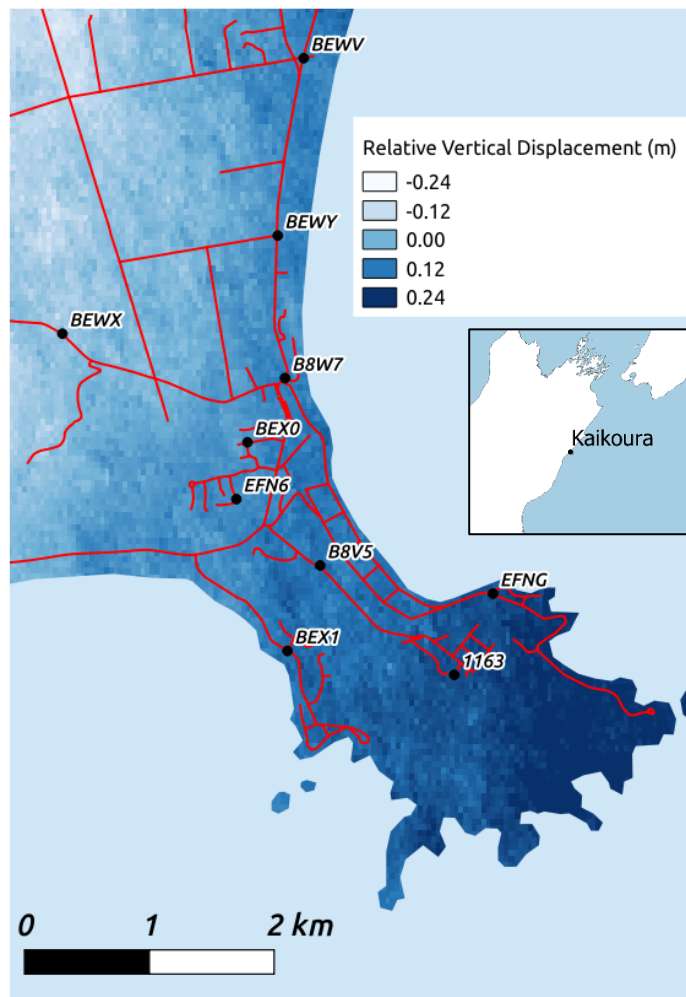 BEWV
Relative Vertical Displacement (m)
-0.24
-0.12
0.00
0.12
0.24
BEWY
BEWX
B8W7
Kaikoura
BEX0
EFN6
B8V5
EFNG
BEX1
1163
0 1 2 km